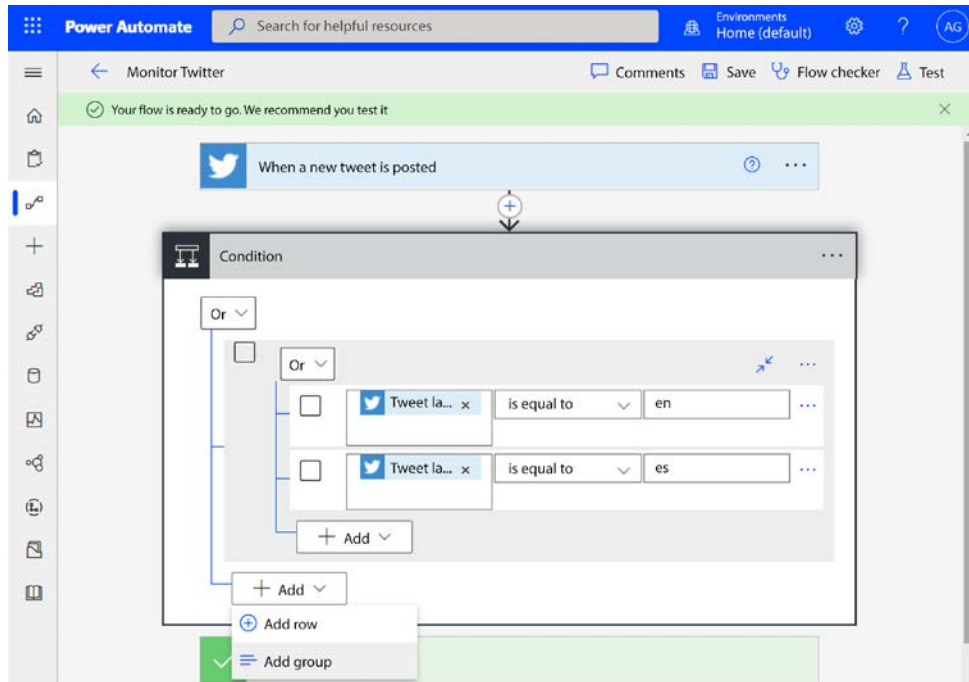 Power Automate
Search for helpful resources
Environments
Home (default)
?
AG
Monitor Twitter
Comments
Save
Flow checker
Test
Your flow is ready to go. We recommend you test it
When a new tweet is posted
Condition
Or
Or
Tweet la... x
is equal to
en
Tweet la... x
is equal to
es
+ Add
+ Add
Add row
Add group